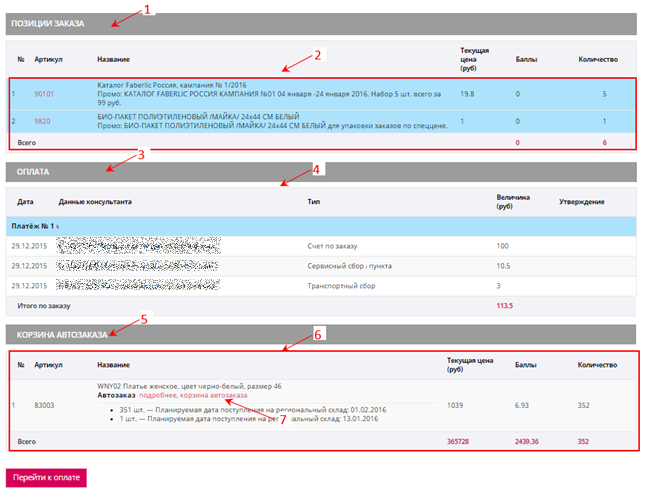 1
ПОЗИЦИИ ЗАКАЗА
2
№ Артикул Название Текущая цена (руб) Баллы Количество
1 90101 Каталог Faberlic Россия, кампания № 1/2016 19.8 0 5
Промо: КАТАЛОГ FABERLIC РОССИЯ КАМПАНИЯ №01 04 января -24 января 2016. Набор 5 шт. всего за
99 руб.
2 9820 БИО-ПАКЕТ ПОЛИЭТИЛЕНОВЫЙ /МАЙКА/ 24х44 СМ БЕЛЫЙ 1 0 1
Промо: БИО-ПАКЕТ ПОЛИЭТИЛЕНОВЫЙ /МАЙКА/ 24х44 СМ БЕЛЫЙ для упаковки заказов по спеццене.
Всего 0 6
3
ОПЛАТА
4
Дата Данные консультанта Тип Величина (руб) Утверждение
Платёж № 1
29.12.2015 Счет по заказу 100
29.12.2015 Сервисный сбор пункта 10.5
29.12.2015 Транспортный сбор 3
Итого по заказу 113.5
5
КОРЗИНА АВТОЗАКАЗА
6
№ Артикул Название Текущая цена (руб) Баллы Количество
WNY02 Платье женское, цвет черно-белый, размер 46
1 83003 Автозаказ подробнее, корзина автозаказа 1039 6.93 352
351 шт. — Планируемая дата поступления на региональный склад: 01.02.2016
1 шт. — Планируемая дата поступления на региональный склад: 13.01.2016
7
Всего 365728 2439.36 352
Перейти к оплате